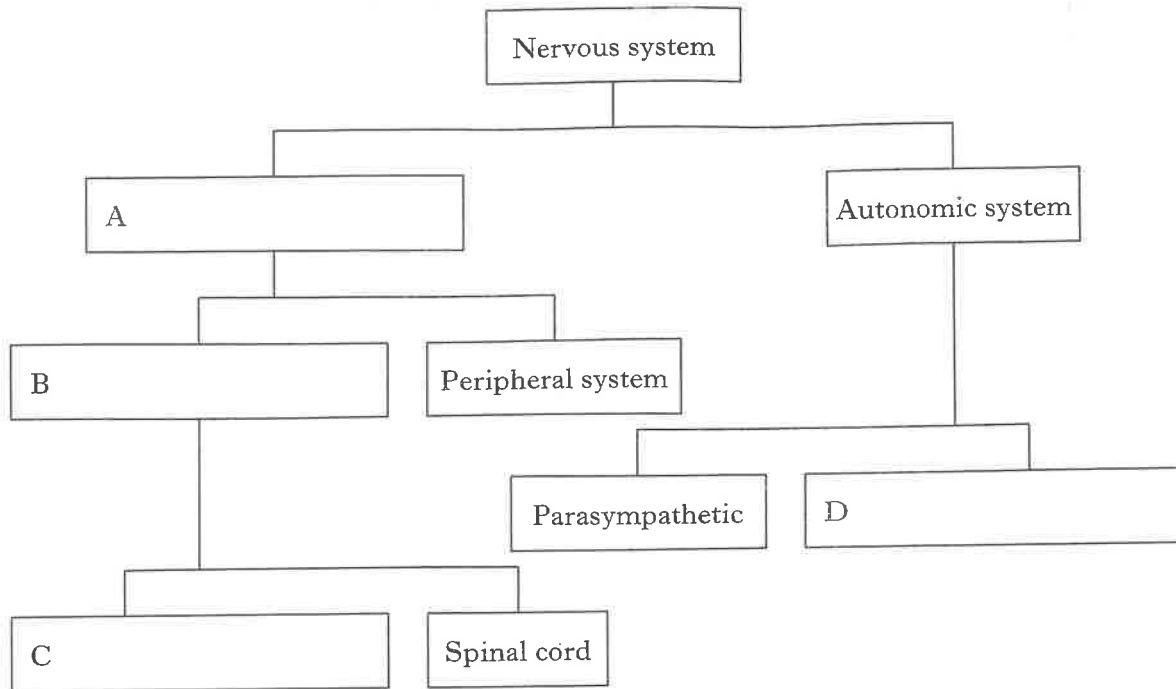 Nervous system
A
Autonomic system
B
Peripheral system
Parasympathetic
D
C
Spinal cord